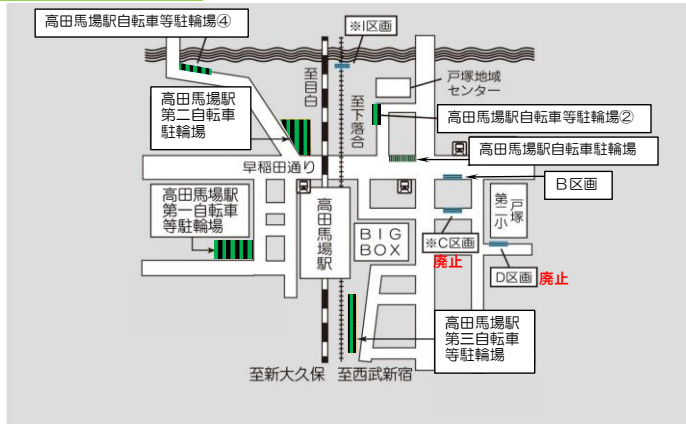 高田馬場駅自転車等駐輪場④
※I区画
至目白
至下落合
戸塚地域
センター
高田馬場駅
第二自転車
駐輪場
高田馬場駅自転車等駐輪場②
高田馬場駅自転車駐輪場
早稲田通り
B区画
高田馬場駅
第一自転車
等駐輪場
高田馬場駅
BIG
BOX
戸塚
第二小
※C区画
廃止
D区画
廃止
高田馬場駅
第三自転車
等駐輪場
至新大久保
至西武新宿